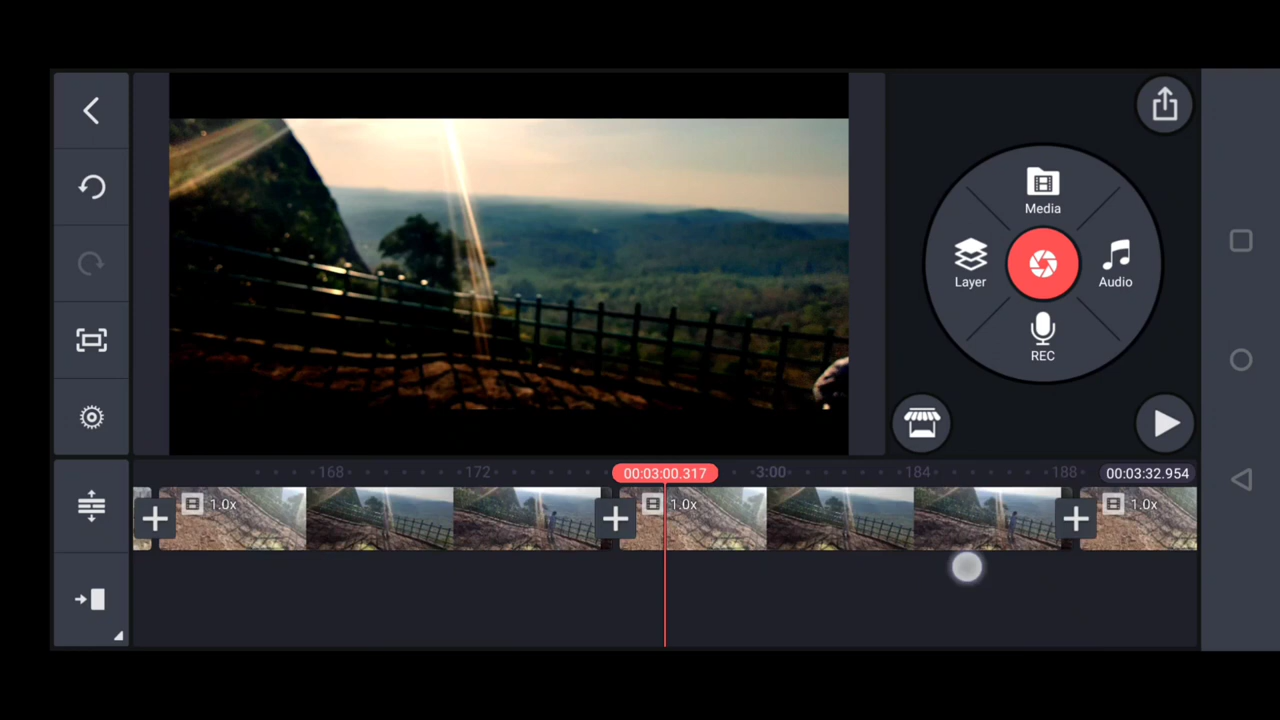 Media
Layer
Audio
REC
168
172
00:03:00.317
3:00
184
188
00:03:32.954
1.0x
1.0x
1.0x